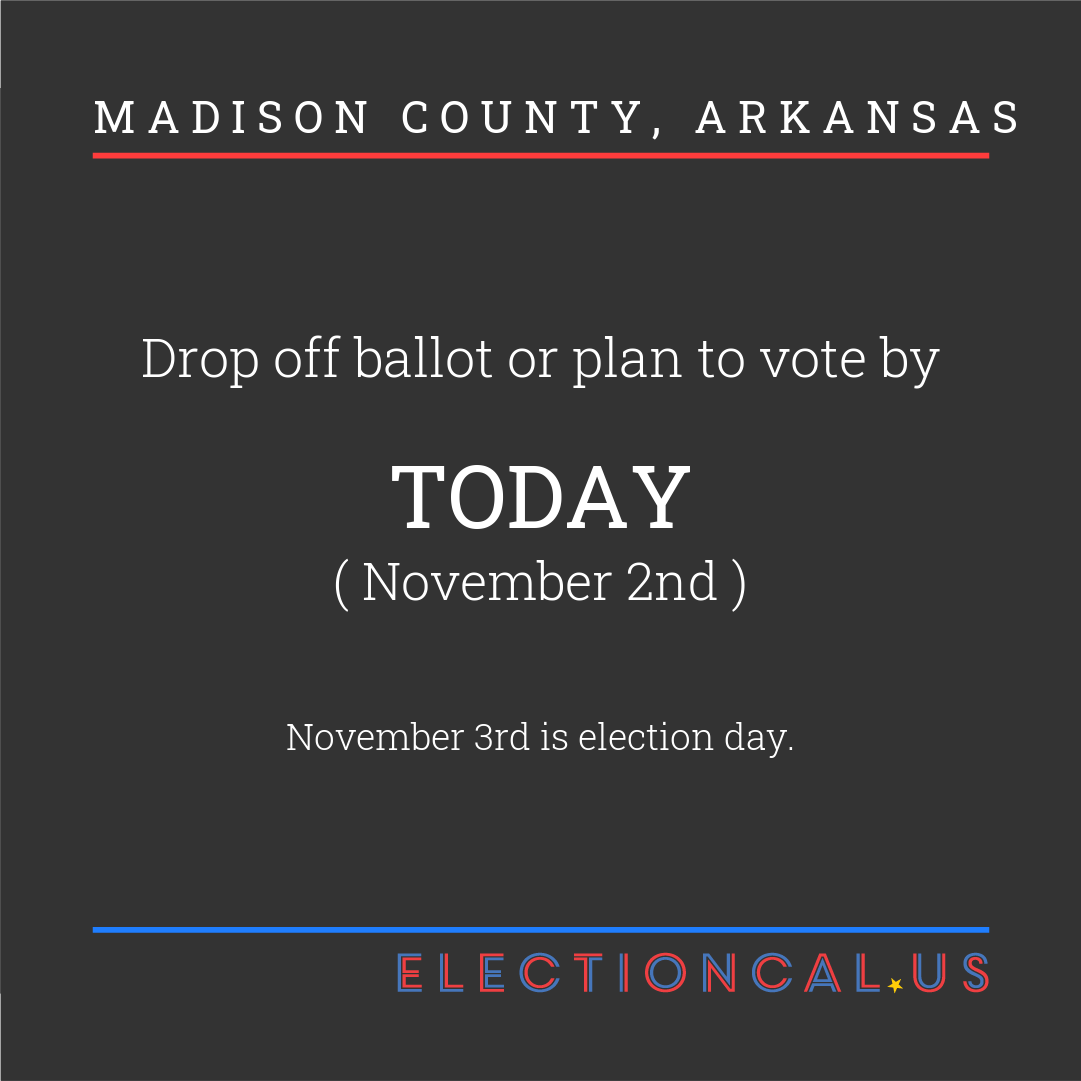 MADISON COUNTY, ARKANSAS
Drop off ballot or plan to vote by
TODAY
( November 2nd )
November 3rd is election day.
ELECTIONCAL.US